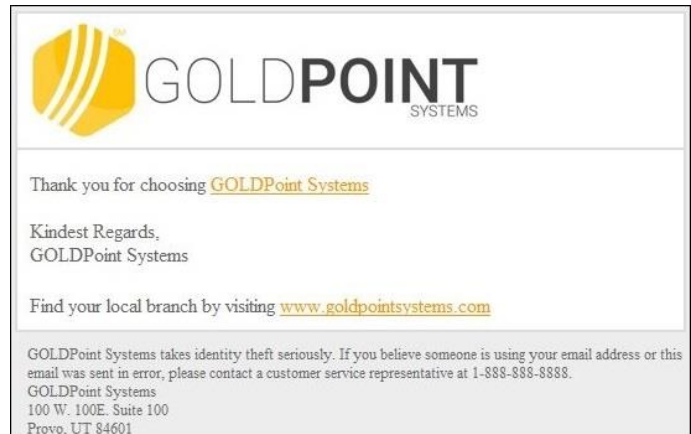 SM
GOLDPOINT
SYSTEMS
Thank you for choosing GOLDPoint Systems
Kindest Regards,
GOLDPoint Systems
Find your local branch by visiting www.goldpointsystems.com
GOLDPoint Systems takes identity theft seriously. If you believe someone is using your email address or this
email was sent in error, please contact a customer service representative at 1-888-888-8888.
GOLDPoint Systems
100 W. 100E. Suite 100
Provo, UT 84601